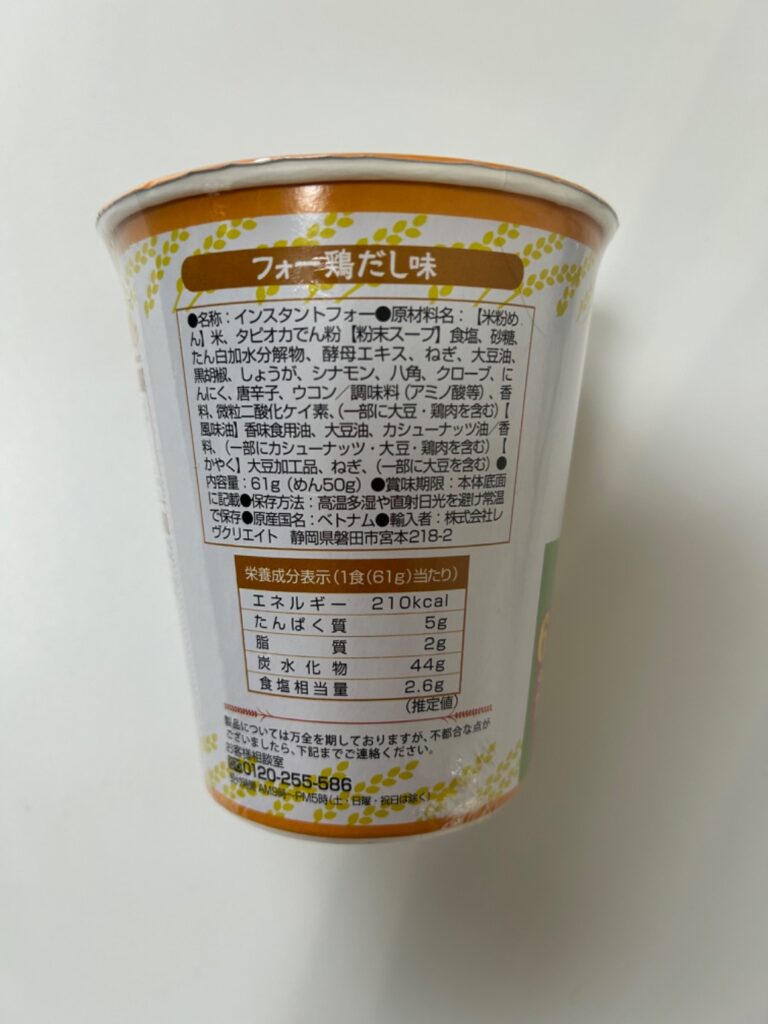 フォー鶏だし味
●名称：インスタントフォー●原材料名：【米粉め
ん】米、タピオカでん粉【粉末スープ】食塩、砂糖、
たん白加水分解物、酵母エキス、ねぎ、大豆油、
黒胡椒、しょうが、シナモン、八角、クローブ、に
んにく、唐辛子、ウコン／調味料（アミノ酸等）、香
料、微粒二酸化ケイ素、（一部に大豆・鶏肉を含む）【
風味油】香味食用油、大豆油、カシューナッツ油／香
料、（一部にカシューナッツ・大豆・鶏肉を含む）【
かやく】大豆加工品、ねぎ、（一部に大豆を含む）●
内容量：61g（めん50g）●賞味期限：本体底面
に記載●保存方法：高温多湿や直射日光を避け常温
で保存●原産国名：ベトナム●輸入者：株式会社レ
ヴクリエイト 静岡県磐田市宮本218-2
栄養成分表示（1食（61g）当たり）
エネルギー 210kcal
たんぱく質 5g
脂質 2g
炭水化物 44g
食塩相当量 2.6g
（推定値）
製品については万全を期しておりますが、不都合な点が
ございましたら、下記までご連絡ください。
お客様相談室
0120-255-586
AM9時～PM5時（土・日曜・祝日は除く）